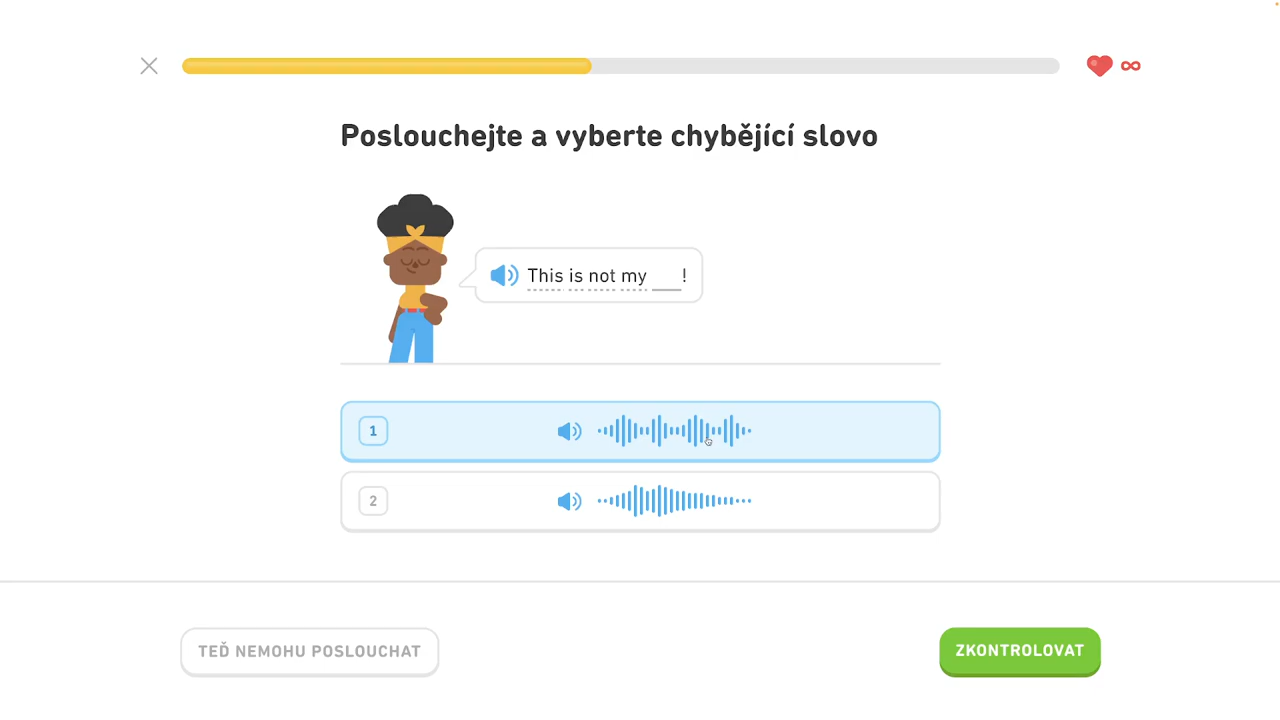 Poslouchejte a vyberte chybějící slovo
This is not my ___!
1
2
TEĎ NEMOHU POSLOUCHAT
ZKONTROLOVAT